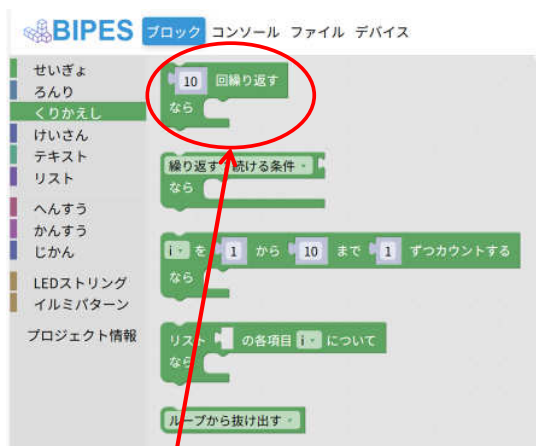 BIPES ブロック コンソール ファイル デバイス
せいぎょ
ろんり
くりかえし
けいさん
テキスト
リスト
へんすう
かんすう
じかん
LEDストリング
イルミパターン
プロジェクト情報
10 回繰り返す
なら
繰り返す 続ける条件
なら
i を 1 から 10 まで 1 ずつカウントする
なら
リスト の各項目 i について
なら
ループから抜け出す